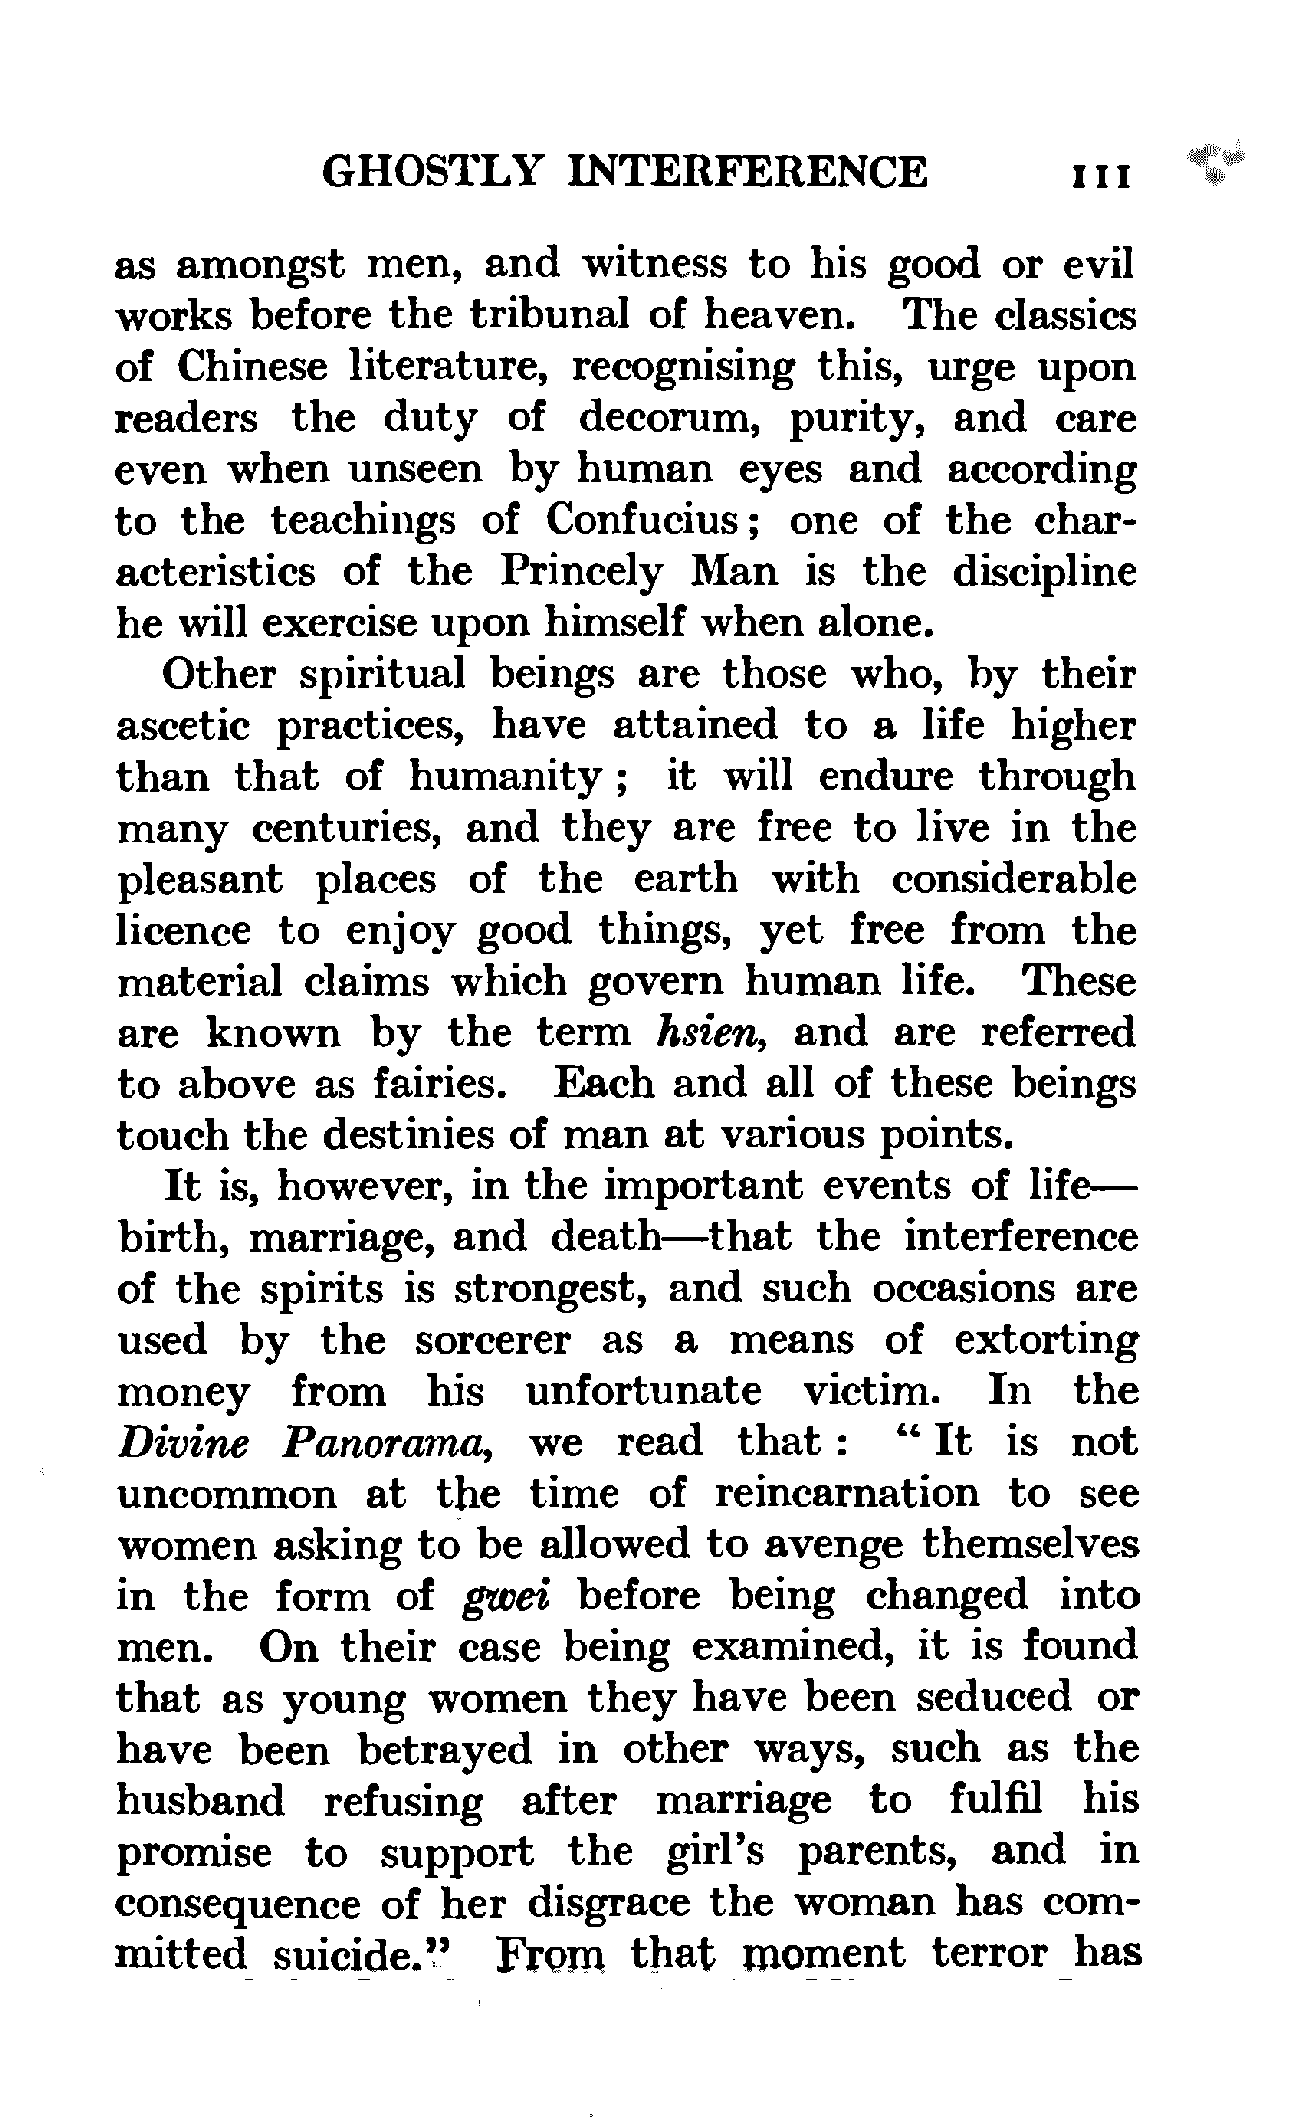 GHOSTLY INTERFERENCE 111
as amongst men, and witness to his good or evil
works before the tribunal of heaven. The classics
of Chinese literature, recognising this, urge upon
readers the duty of decorum, purity, and care
even when unseen by human eyes and according
to the teachings of Confucius; one of the char-
acteristics of the Princely Man is the discipline
he will exercise upon himself when alone.
Other spiritual beings are those who, by their
ascetic practices, have attained to a life higher
than that of humanity ; it will endure through
many centuries, and they are free to live in the
pleasant places of the earth with considerable
licence to enjoy good things, yet free from the
material claims which govern human life. These
are known by the term hsien, and are referred
to above as fairies. Each and all of these beings
touch the destinies of man at various points.
It is, however, in the important events of life—
birth, marriage, and death—that the interference
of the spirits is strongest, and such occasions are
used by the sorcerer as a means of extorting
money from his unfortunate victim. In the
Divine Panorama, we read that : “ It is not
uncommon at the time of reincarnation to see
women asking to be allowed to avenge themselves
in the form of gwei before being changed into
men. On their case being examined, it is found
that as young women they have been seduced or
have been betrayed in other ways, such as the
husband refusing after marriage to fulfil his
promise to support the girl’s parents, and in
consequence of her disgrace the woman has com-
mitted suicide.” From that moment terror has